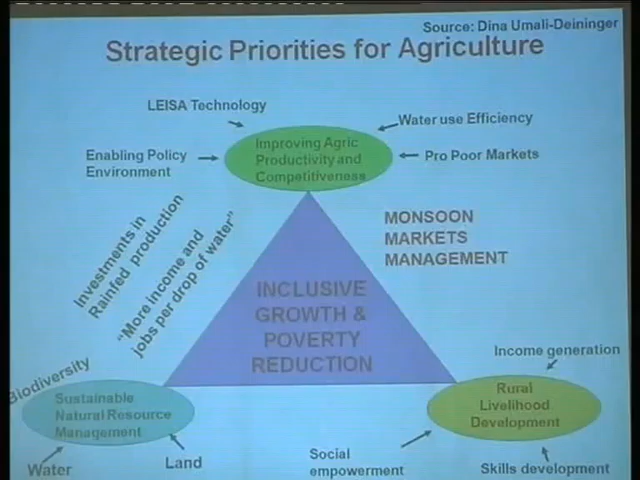 Source: Dina Umali-Deininger
Strategic Priorities for Agriculture
LEISA Technology
Water use Efficiency
Enabling Policy
Environment
Improving Agric
Productivity and
Competitiveness
Pro Poor Markets
Investments in
Rainfed production
"More income and
jobs per drop of water"
MONSOON
MARKETS
MANAGEMENT
INCLUSIVE
GROWTH &
POVERTY
REDUCTION
Biodiversity
Sustainable
Natural Resource
Management
Water
Land
Income generation
Rural
Livelihood
Development
Social
empowerment
Skills development